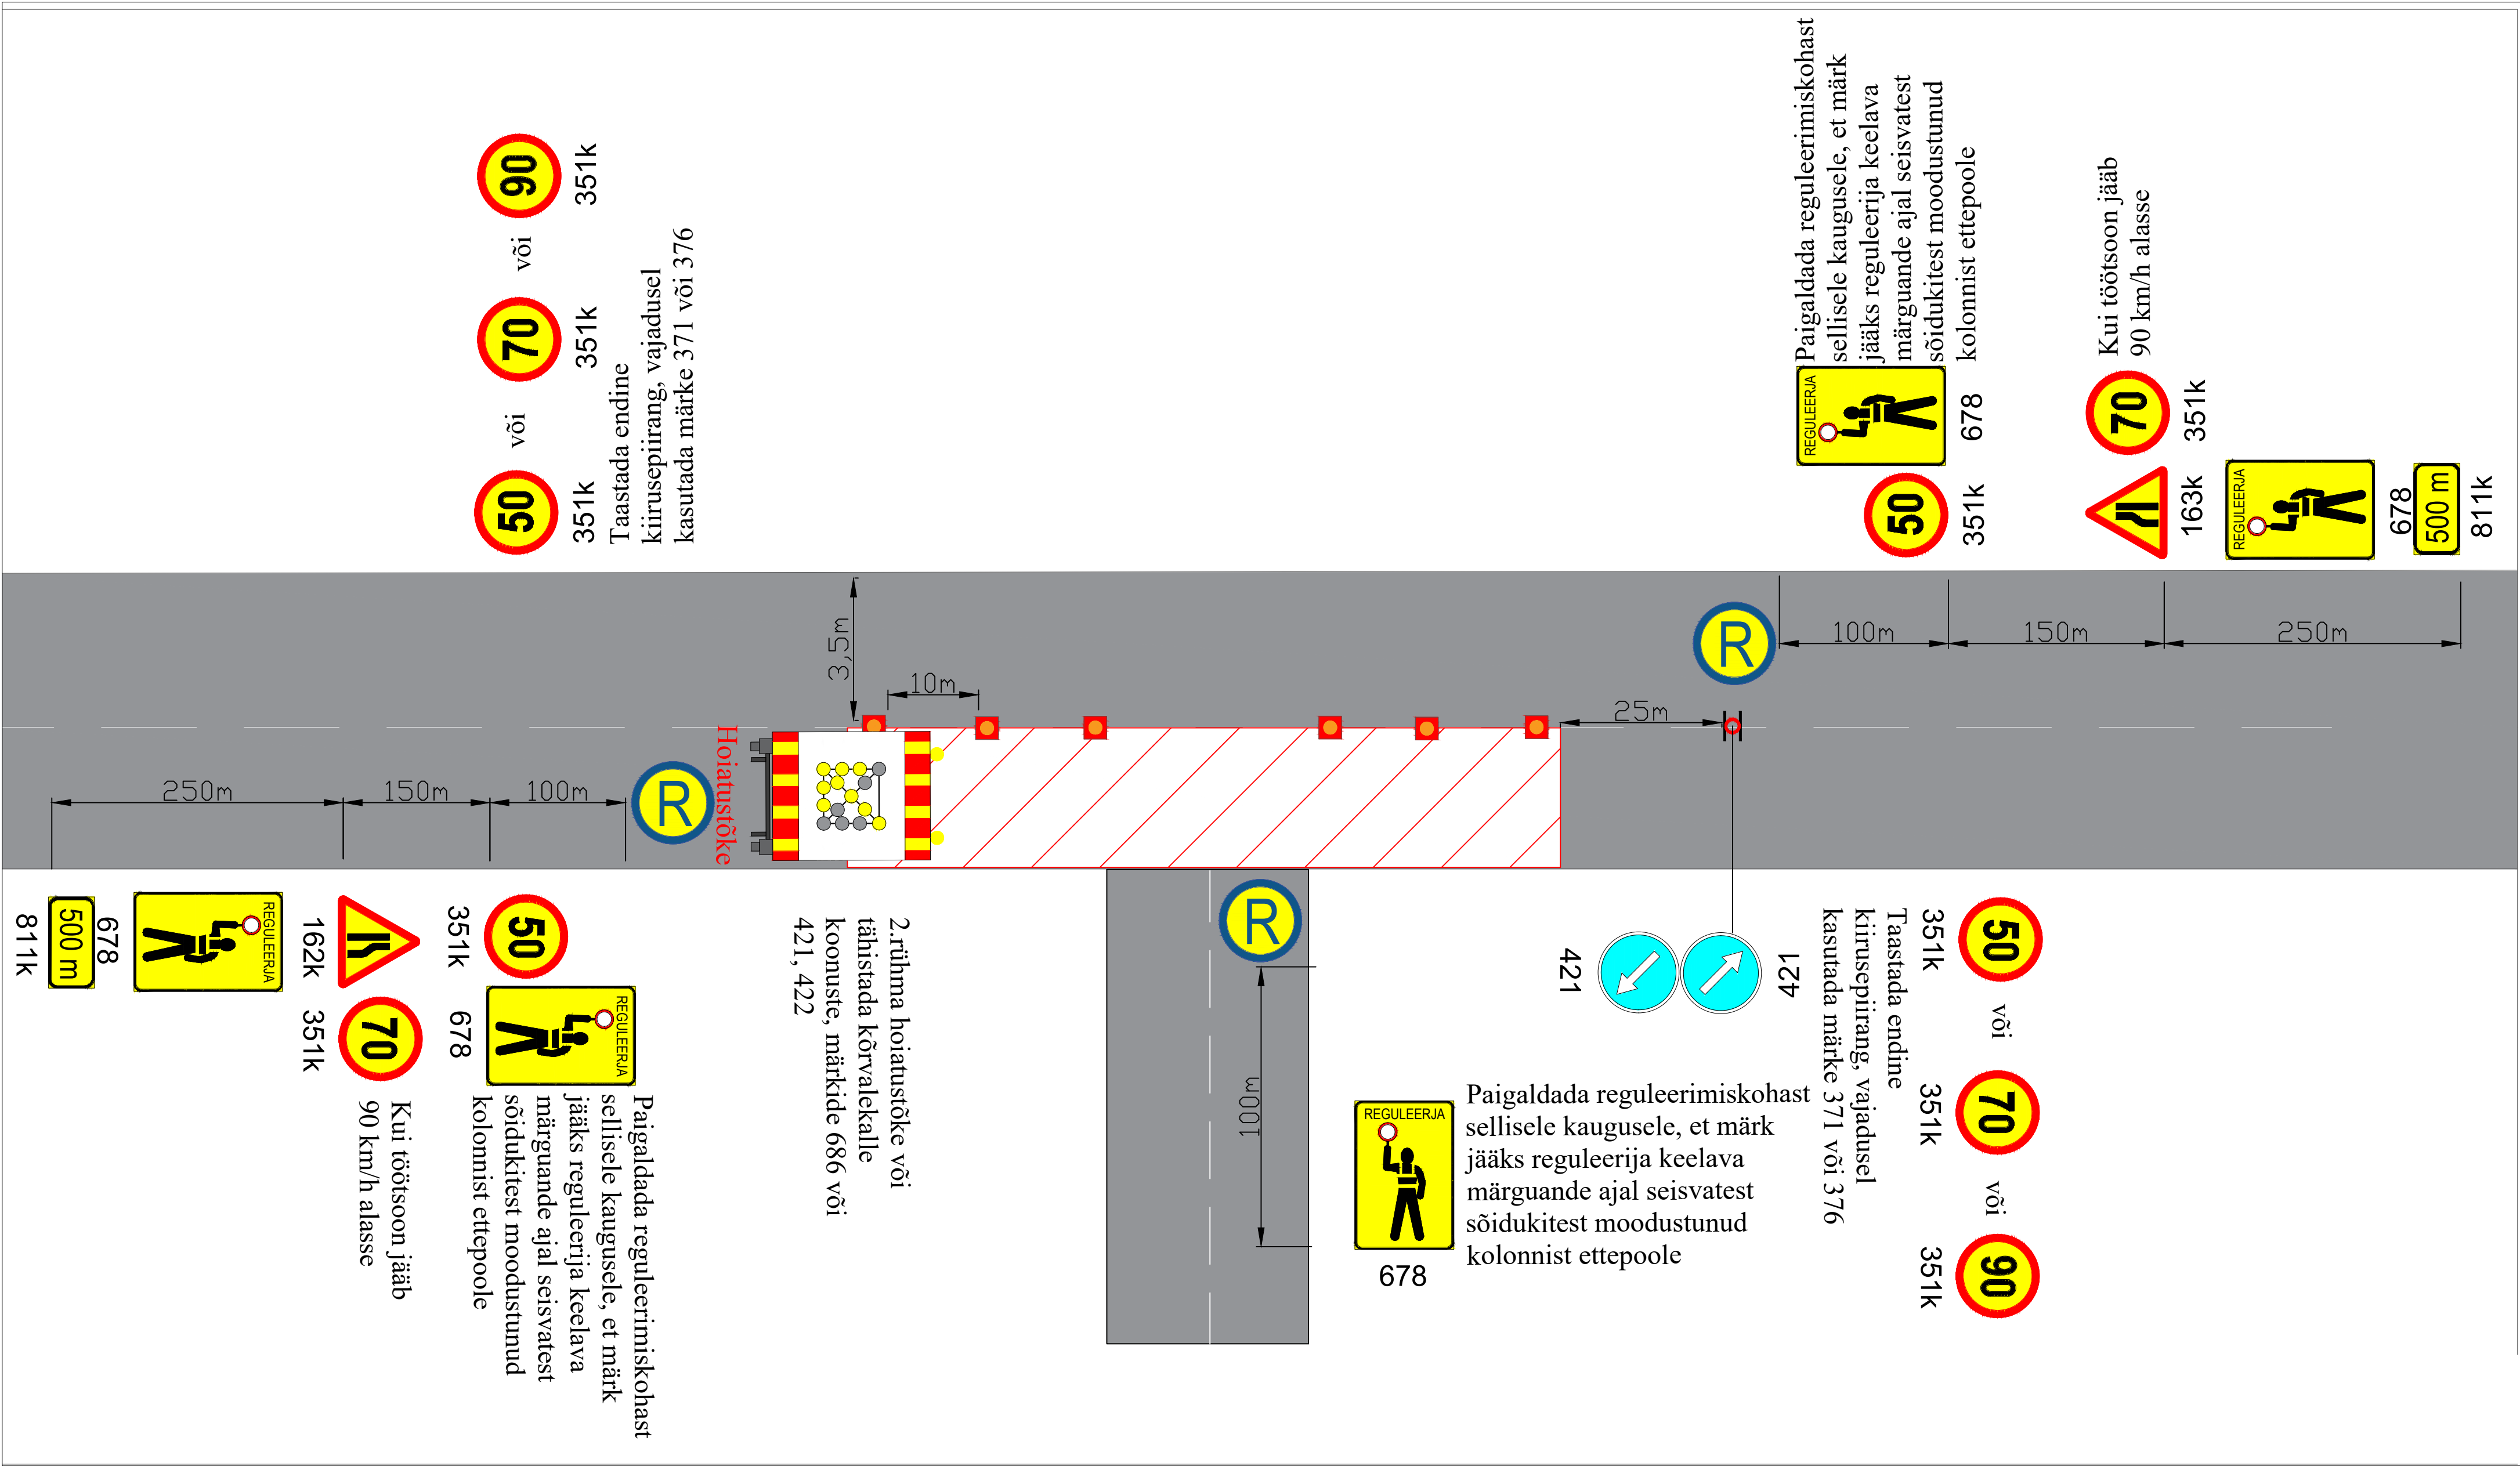 90
351k
või
70
351k
või
50
351k
Taastada endine
kiirusepiirang, vajadusel
kasutada märke 371 või 376
Paigaldada reguleerimiskohast
sellisele kaugusele, et märk
jääks reguleerija keelava
märguande ajal seisvatest
sõidukitest moodustunud
kolonnist ettepoole
REGULEERJA
678
50
351k
Kui töötsoon jääb
90 km/h alasse
70
351k
163k
REGULEERJA
678
500 m
811k
3,5m
10m
25m
R
100m
150m
250m
250m
150m
100m
R
Hoiatustõke
R
100m
811k
500 m
678
REGULEERJA
162k
70
351k
Kui töötsoon jääb
90 km/h alasse
50
351k
REGULEERJA
678
Paigaldada reguleerimiskohast
sellisele kaugusele, et märk
jääks reguleerija keelava
märguande ajal seisvatest
sõidukitest moodustunud
kolonnist ettepoole
2.rühma hoiatustõke või
tähistada kõrvalekalle
koonuste, märkide 686 või
421, 422
421
421
REGULEERJA
678
Paigaldada reguleerimiskohast
sellisele kaugusele, et märk
jääks reguleerija keelava
märguande ajal seisvatest
sõidukitest moodustunud
kolonnist ettepoole
Taastada endine
kiirusepiirang, vajadusel
kasutada märke 371 või 376
50
351k
või
70
351k
või
90
351k